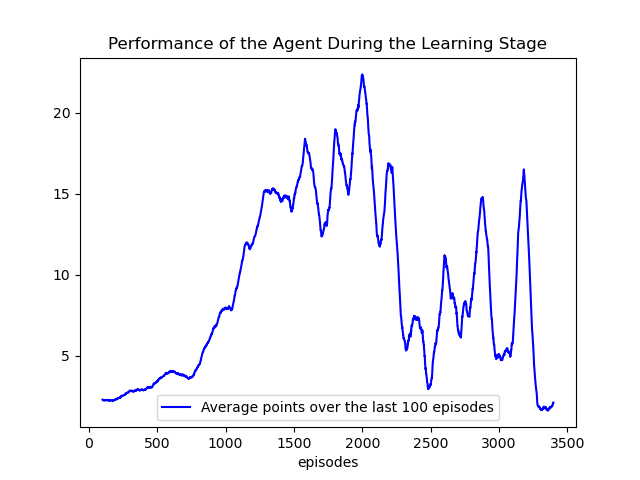 Performance of the Agent During the Learning Stage
20
15
10
5
Average points over the last 100 episodes
0 500 1000 1500 2000 2500 3000 3500
episodes